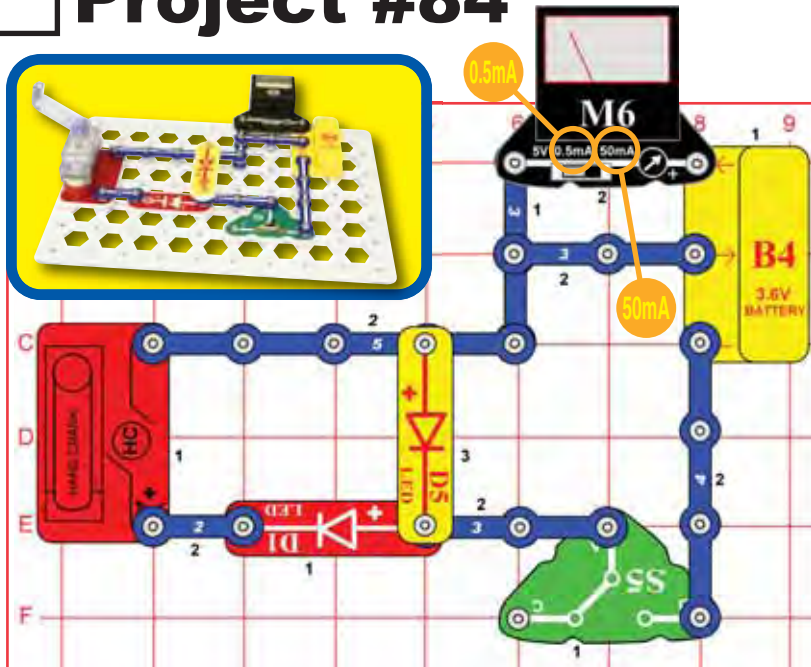 Project #84
0.5mA
M6
6
8
9
1
5V
0.5mA
50mA
+
3
1
2
3
2
B4
3.6V
BATTERY
50mA
2
C
5
+
D
HAND CRANK
HC
1
LED
D5
3
4
2
+
E
2
2
LED
D1
+
1
2
3
A
S5
C
B
F
1